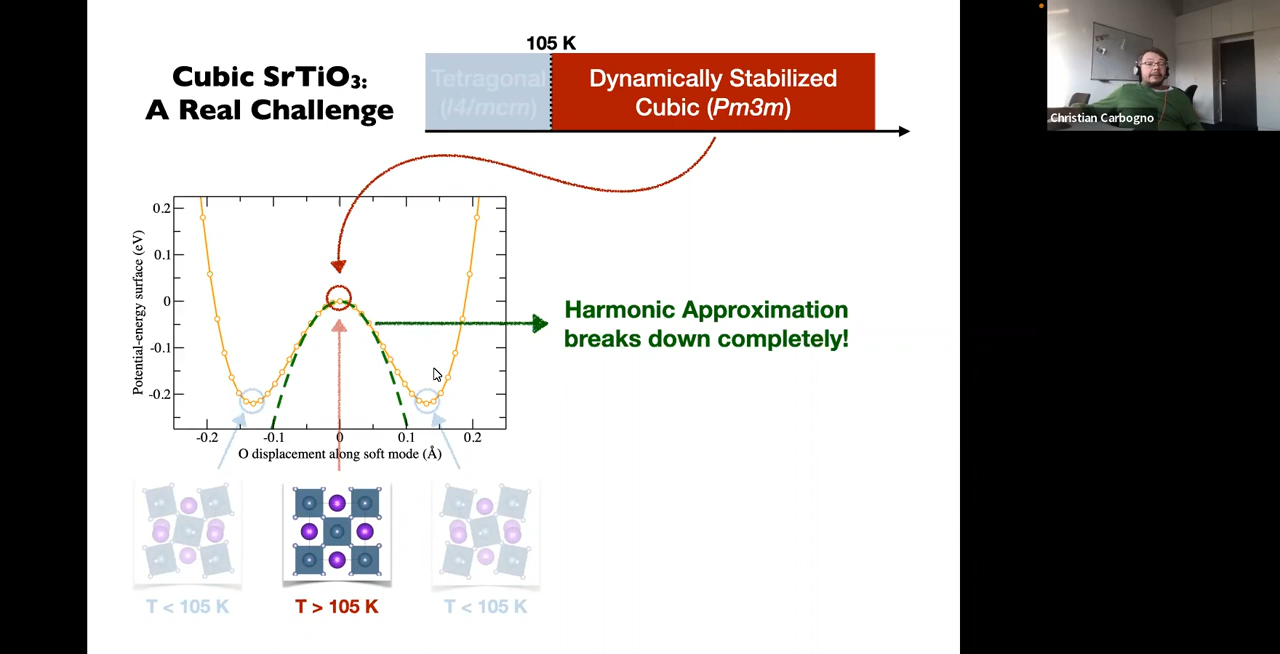 Cubic SrTiO₃:
A Real Challenge
105 K
Tetragonal
(I4/mcm)
Dynamically Stabilized
Cubic (Pm3m)
Christian Carbogno
Potential-energy surface (eV)
0.2
0.1
0
-0.1
-0.2
-0.2
-0.1
0
0.1
0.2
O displacement along soft mode (Å)
Harmonic Approximation
breaks down completely!
T < 105 K
T > 105 K
T < 105 K